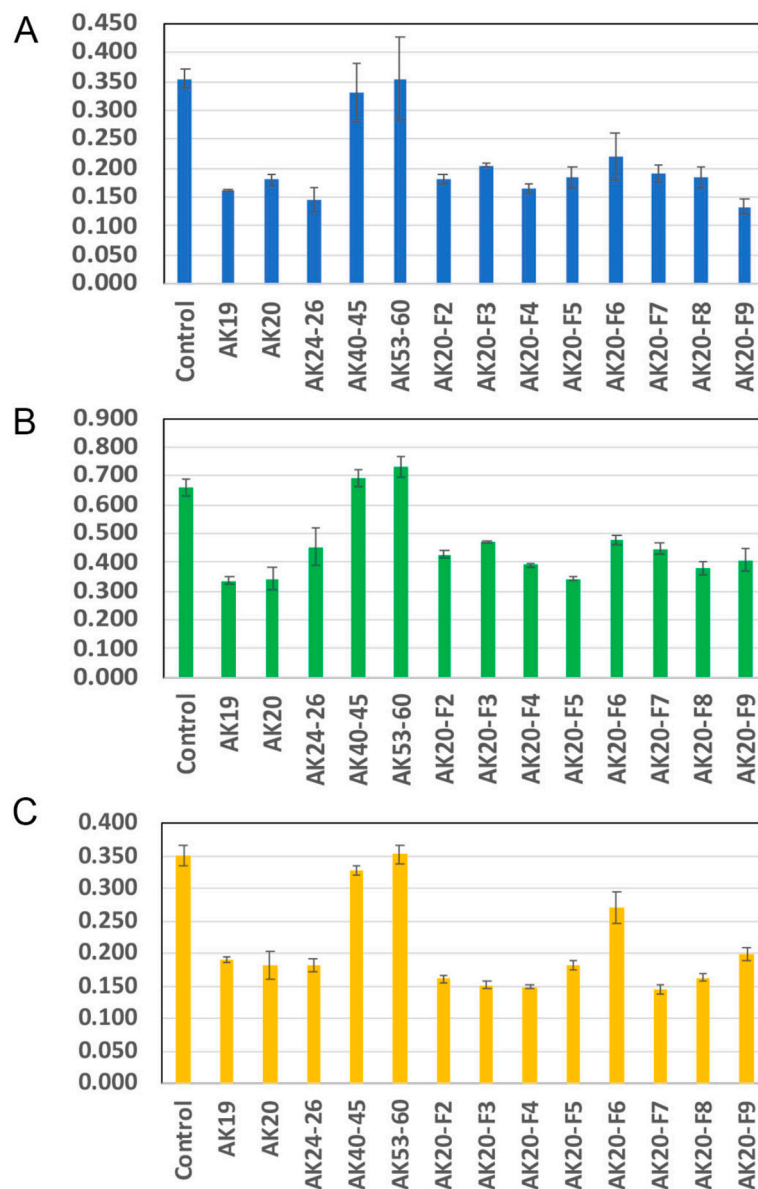 A
0.450
0.400
0.350
0.300
0.250
0.200
0.150
0.100
0.050
0.000
Control
AK19
AK20
AK24-26
AK40-45
AK53-60
AK20-F2
AK20-F3
AK20-F4
AK20-F5
AK20-F6
AK20-F7
AK20-F8
AK20-F9
B
0.900
0.800
0.700
0.600
0.500
0.400
0.300
0.200
0.100
0.000
Control
AK19
AK20
AK24-26
AK40-45
AK53-60
AK20-F2
AK20-F3
AK20-F4
AK20-F5
AK20-F6
AK20-F7
AK20-F8
AK20-F9
C
0.400
0.350
0.300
0.250
0.200
0.150
0.100
0.050
0.000
Control
AK19
AK20
AK24-26
AK40-45
AK53-60
AK20-F2
AK20-F3
AK20-F4
AK20-F5
AK20-F6
AK20-F7
AK20-F8
AK20-F9